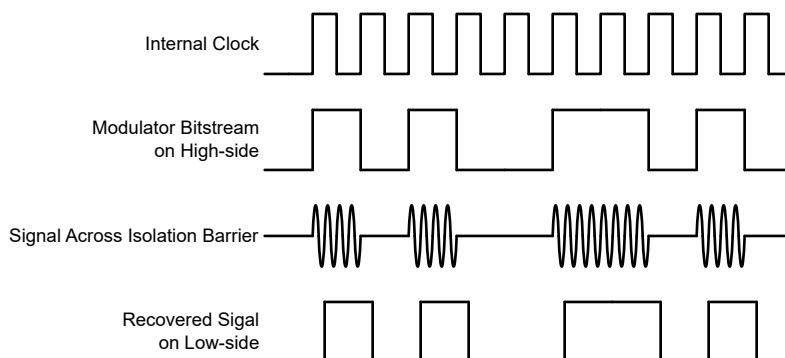 Internal Clock
Modulator Bitstream
on High-side
Signal Across Isolation Barrier
Recovered Sigal
on Low-side